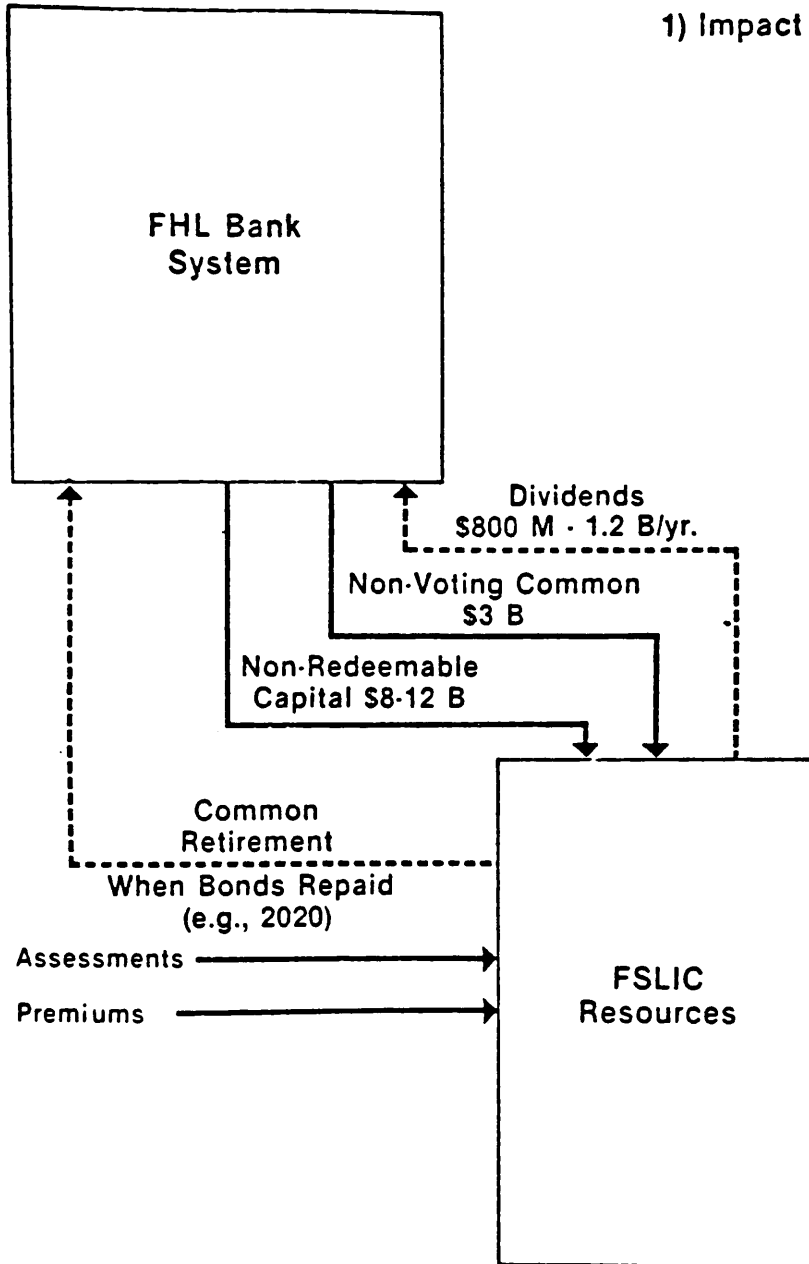 1) Impact
FHL Bank
System
Dividends
$800 M - 1.2 B/yr.
Non-Voting Common
$3 B
Non-Redeemable
Capital $8-12 B
Common
Retirement
When Bonds Repaid
(e.g., 2020)
Assessments
Premiums
FSLIC
Resources